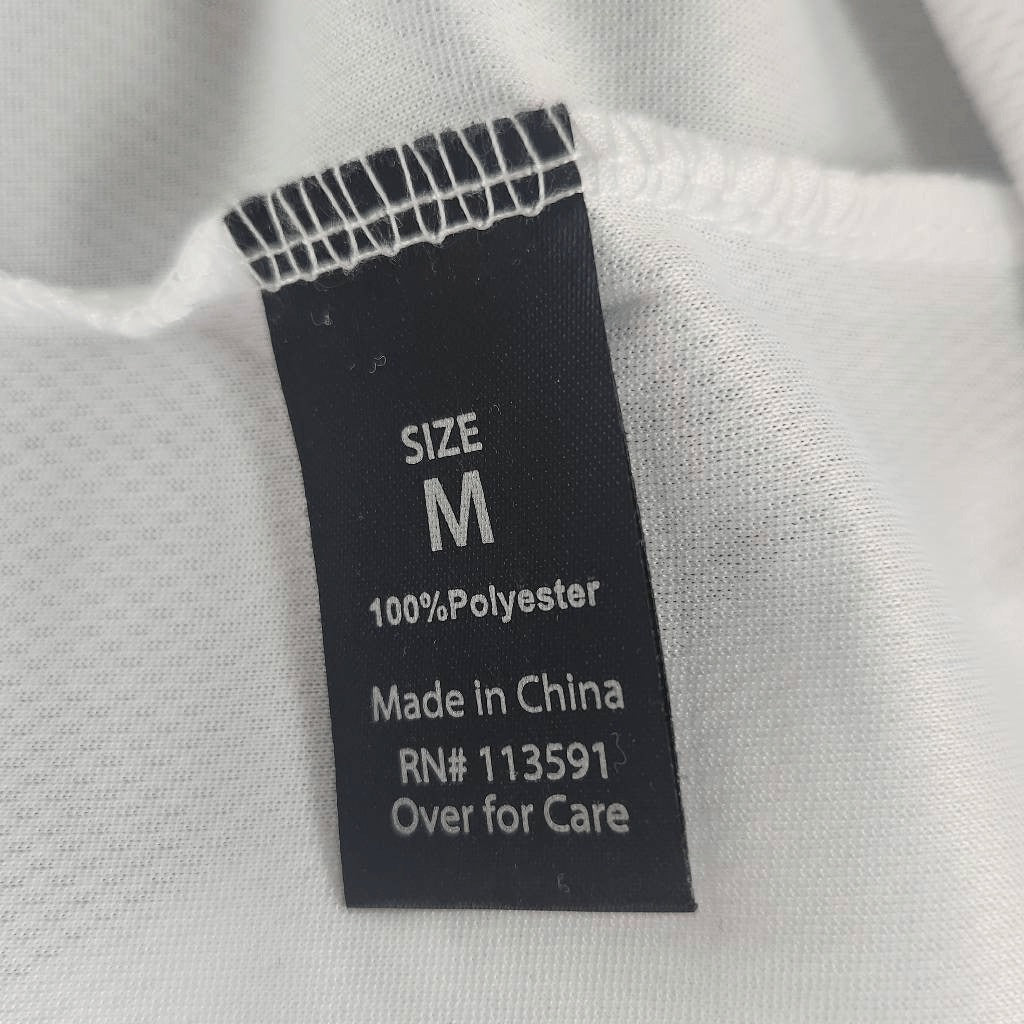 SIZE
M
100%Polyester
Made in China
RN# 113591
Over for Care